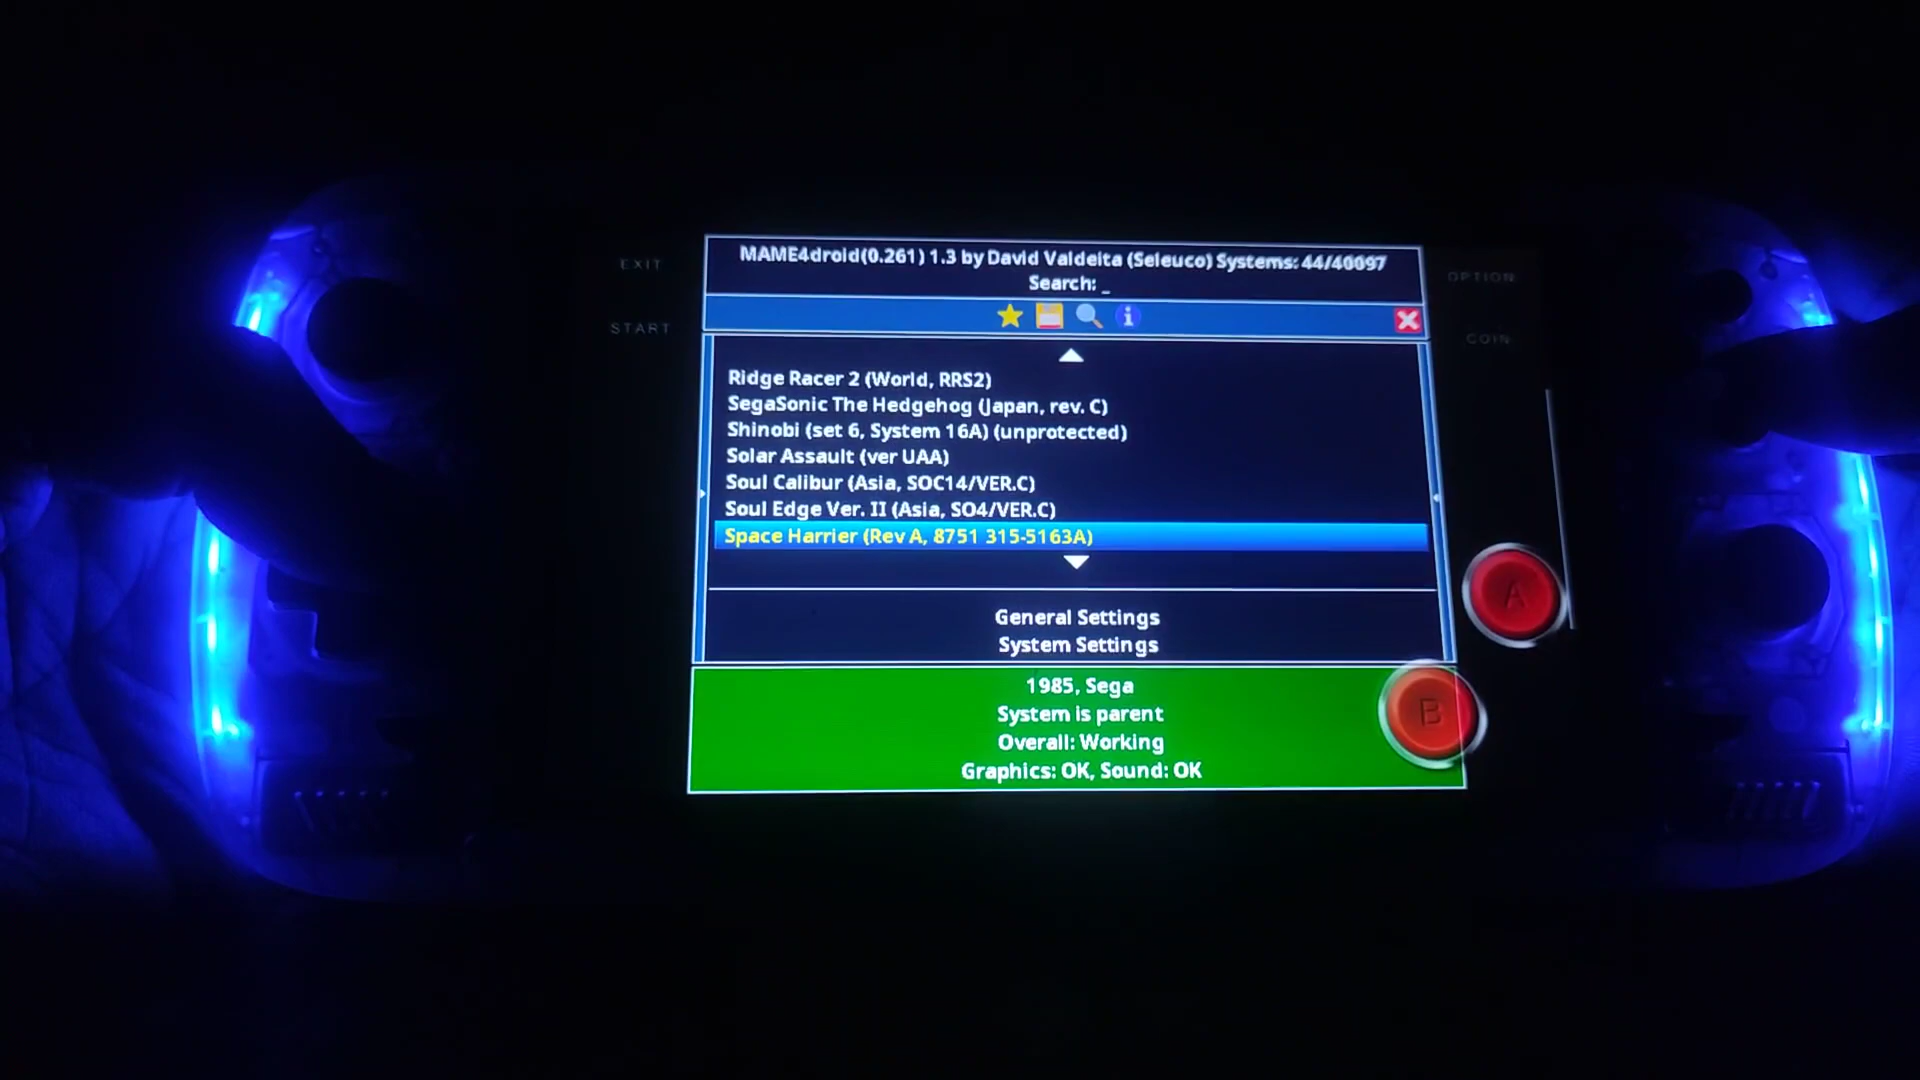 MAME4droid(0.261) 1.3 by David Valdeita (Seleuco) Systems: 44/40097
Search: _
EXIT
OPTION
START
COIN
Ridge Racer 2 (World, RRS2)
SegaSonic The Hedgehog (Japan, rev. C)
Shinobi (set 6, System 16A) (unprotected)
Solar Assault (ver UAA)
Soul Calibur (Asia, SOC14/VER.C)
Soul Edge Ver. II (Asia, SO4/VER.C)
Space Harrier (Rev A, 8751 315-5163A)
A
General Settings
System Settings
1985, Sega
System is parent
B
Overall: Working
Graphics: OK, Sound: OK